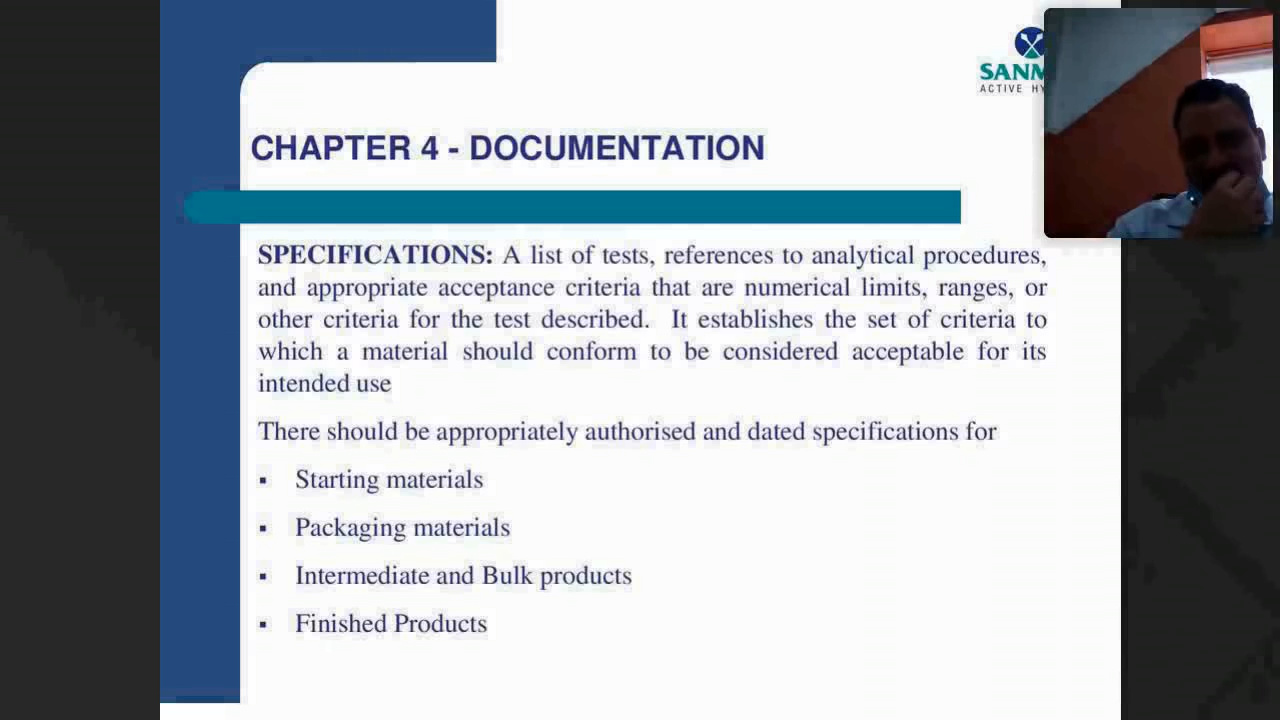 SANM
ACTIVE HY
CHAPTER 4 - DOCUMENTATION
SPECIFICATIONS: A list of tests, references to analytical procedures,
and appropriate acceptance criteria that are numerical limits, ranges, or
other criteria for the test described. It establishes the set of criteria to
which a material should conform to be considered acceptable for its
intended use
There should be appropriately authorised and dated specifications for
▪ Starting materials
▪ Packaging materials
▪ Intermediate and Bulk products
▪ Finished Products